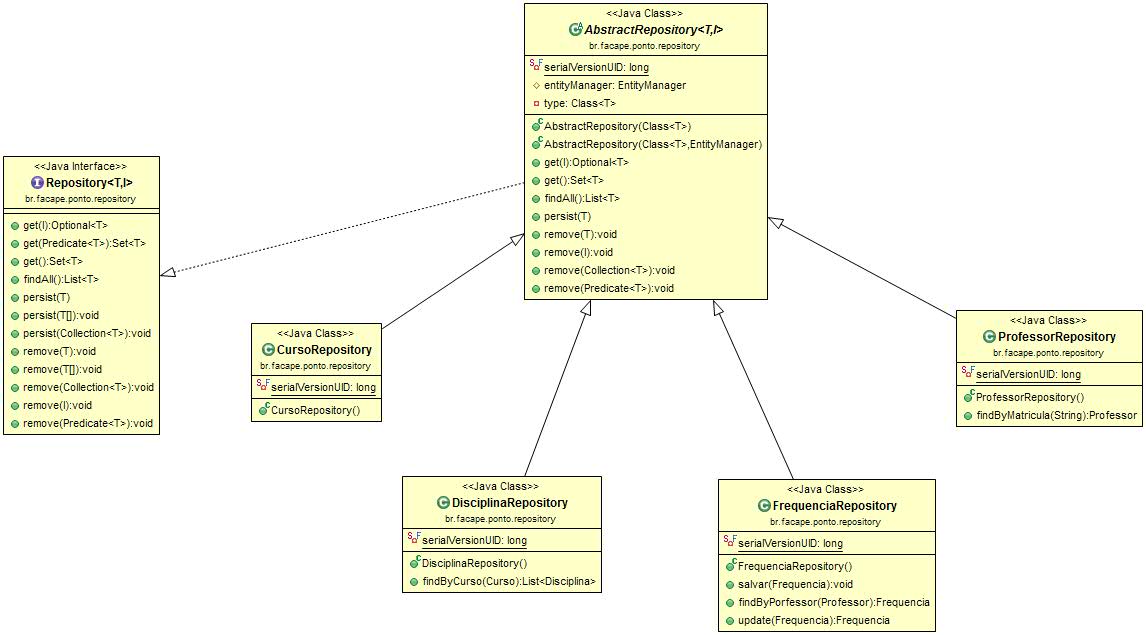 <<Java Class>>
AbstractRepository<T,I>
br.facape.ponto.repository
serialVersionUID: long
entityManager: EntityManager
type: Class<T>
AbstractRepository(Class<T>)
AbstractRepository(Class<T>,EntityManager)
get(I):Optional<T>
get():Set<T>
findAll():List<T>
persist(T)
remove(T):void
remove(I):void
remove(Collection<T>):void
remove(Predicate<T>):void
<<Java Interface>>
Repository<T,I>
br.facape.ponto.repository
get(I):Optional<T>
get(Predicate<T>):Set<T>
get():Set<T>
findAll():List<T>
persist(T)
persist(T[]):void
persist(Collection<T>):void
remove(T):void
remove(T[]):void
remove(Collection<T>):void
remove(I):void
remove(Predicate<T>):void
<<Java Class>>
CursoRepository
br.facape.ponto.repository
serialVersionUID: long
CursoRepository()
<<Java Class>>
ProfessorRepository
br.facape.ponto.repository
serialVersionUID: long
ProfessorRepository()
findByMatricula(String):Professor
<<Java Class>>
DisciplinaRepository
br.facape.ponto.repository
serialVersionUID: long
DisciplinaRepository()
findByCurso(Curso):List<Disciplina>
<<Java Class>>
FrequenciaRepository
br.facape.ponto.repository
serialVersionUID: long
FrequenciaRepository()
salvar(Frequencia):void
findByPorfessor(Professor):Frequencia
update(Frequencia):Frequencia